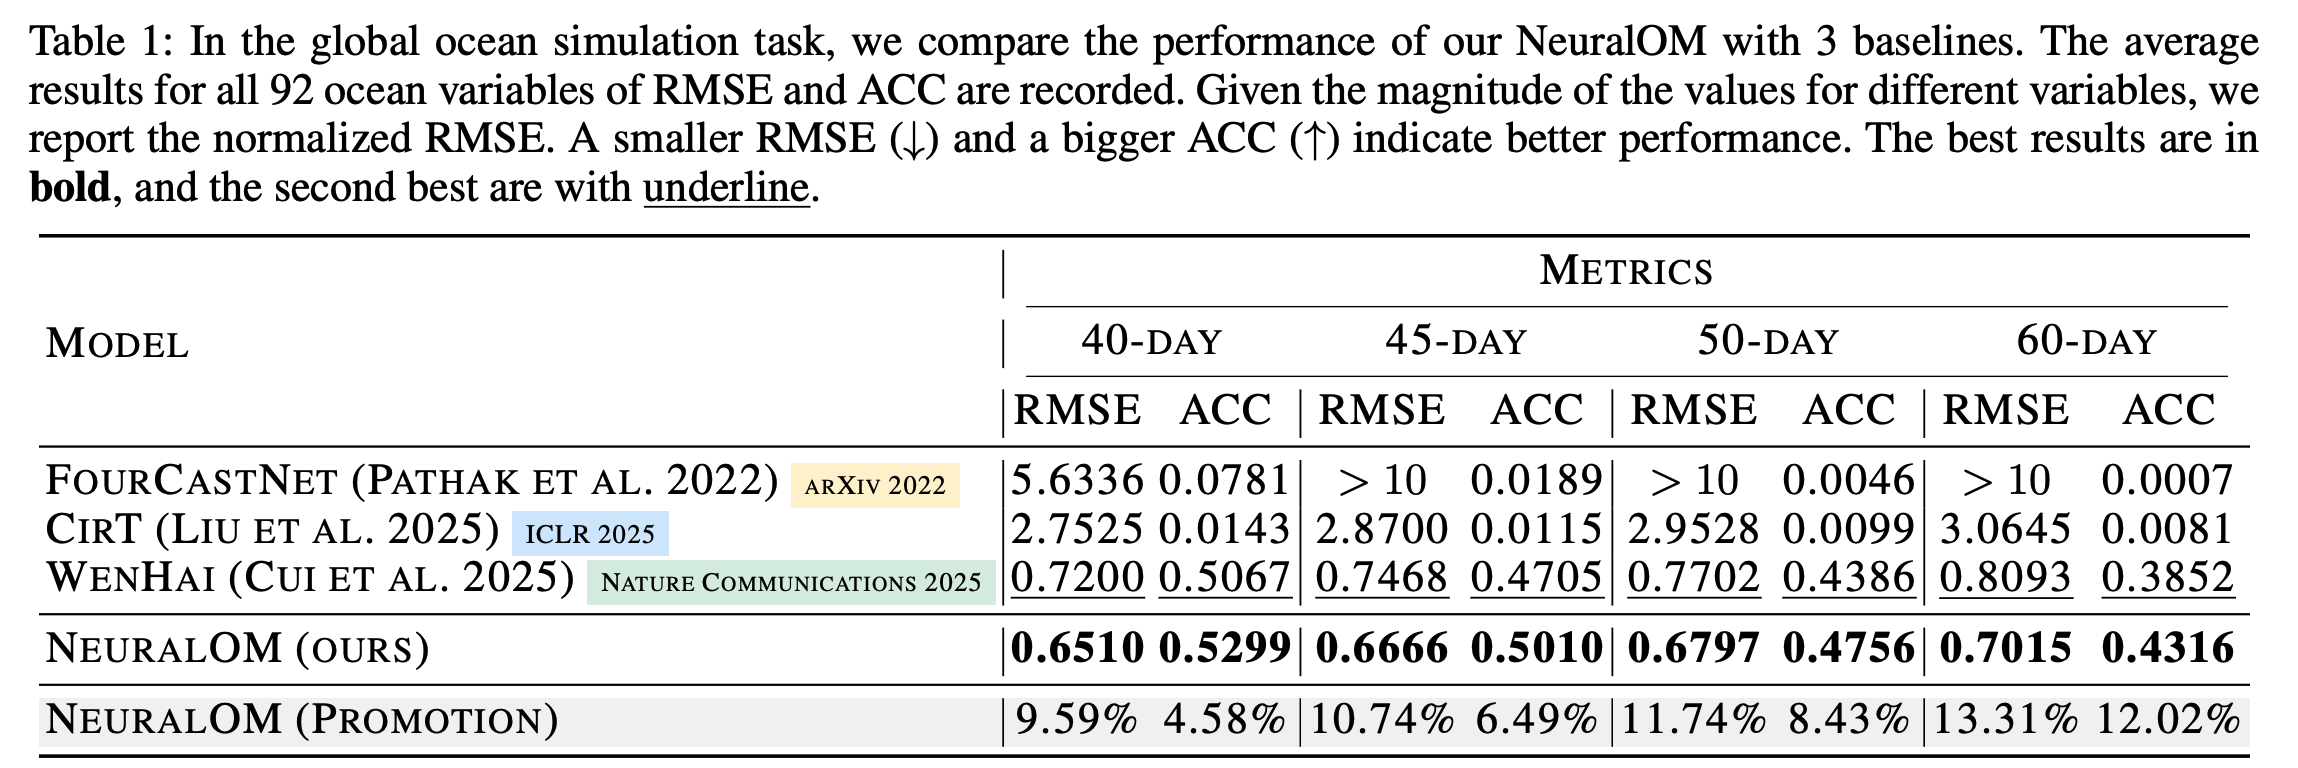 Table 1: In the global ocean simulation task, we compare the performance of our NeuralOM with 3 baselines. The average
results for all 92 ocean variables of RMSE and ACC are recorded. Given the magnitude of the values for different variables, we
report the normalized RMSE. A smaller RMSE (↓) and a bigger ACC (↑) indicate better performance. The best results are in
bold, and the second best are with underline.
METRICS
MODEL 40-DAY 45-DAY 50-DAY 60-DAY
RMSE ACC RMSE ACC RMSE ACC RMSE ACC
FOURCASTNET (PATHAK ET AL. 2022) ARXIV 2022 5.6336 0.0781 > 10 0.0189 > 10 0.0046 > 10 0.0007
CIRT (LIU ET AL. 2025) ICLR 2025 2.7525 0.0143 2.8700 0.0115 2.9528 0.0099 3.0645 0.0081
WENHAI (CUI ET AL. 2025) NATURE COMMUNICATIONS 2025 0.7200 0.5067 0.7468 0.4705 0.7702 0.4386 0.8093 0.3852
NEURALOM (OURS) 0.6510 0.5299 0.6666 0.5010 0.6797 0.4756 0.7015 0.4316
NEURALOM (PROMOTION) 9.59% 4.58% 10.74% 6.49% 11.74% 8.43% 13.31% 12.02%